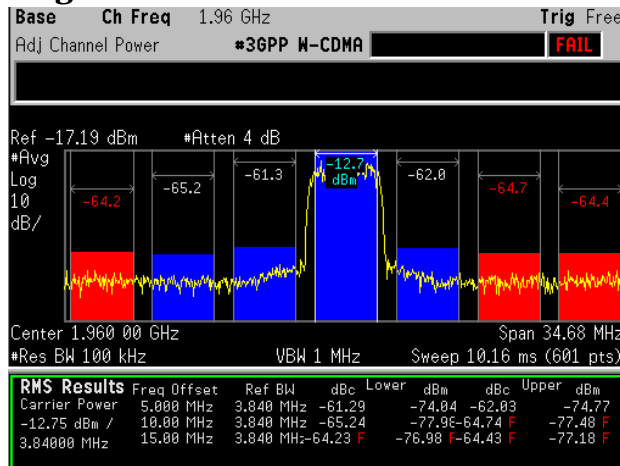 Base Ch Freq 1.96 GHz Trig Free
Adj Channel Power #3GPP W-CDMA FAIL
Ref -17.19 dBm #Atten 4 dB
#Avg
Log
10
dB/
-64.2
-65.2
-61.3
-12.7
dBm
-62.0
-64.7
-64.4
Center 1.960 00 GHz Span 34.68 MHz
#Res BW 100 kHz VBW 1 MHz Sweep 10.16 ms (601 pts)
RMS Results Freq Offset Ref BW dBc Lower dBm dBc Upper dBm
Carrier Power 5.000 MHz 3.840 MHz -61.29 -74.04 -62.03 -74.77
-12.75 dBm / 10.00 MHz 3.840 MHz -65.24 -77.98 -64.74 F -77.48 F
3.84000 MHz 15.00 MHz 3.840 MHz -64.23 F -76.98 F -64.43 F -77.18 F